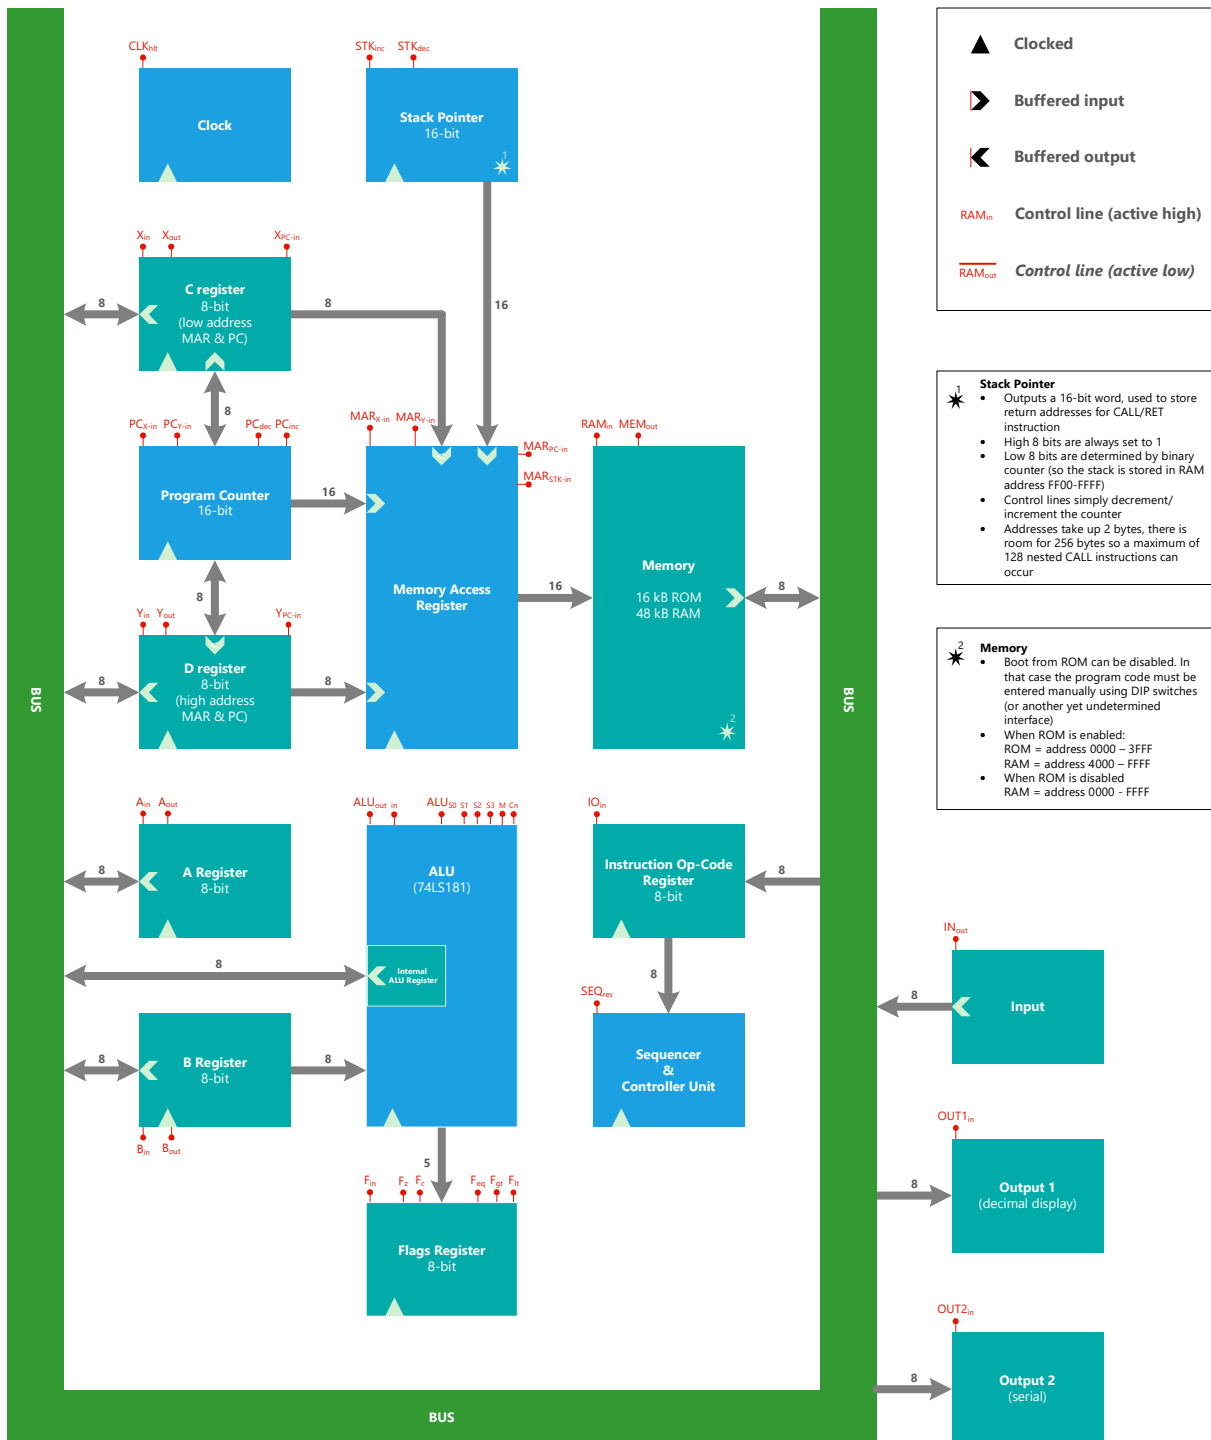 CLKhlt
STKinc STKdec
Clock
Stack Pointer
16-bit
1
Xin Xout XPC-in
C register
8-bit
(low address
MAR & PC)
8
8
16
8
PCX-in PCY-in PCdec PCinc
Program Counter
16-bit
16
8
MARX-in MARY-in
MARPC-in
MARSTK-in
Memory Access
Register
16
RAMin MEMout
Memory
16 kB ROM
48 kB RAM
2
8
Yin Yout YPC-in
D register
8-bit
(high address
MAR & PC)
8
8
BUS
BUS
Ain Aout
A Register
8-bit
8
ALUout in ALUS0 S1 S2 S3 M Cn
ALU
(74LS181)
Internal
ALU Register
8
B Register
8-bit
8
8
Bin Bout
5
Fin Fz Fc Feq Fgt Flt
Flags Register
8-bit
IOin
Instruction Op-Code
Register
8-bit
8
8
SEQres
Sequencer
&
Controller Unit
BUS
INout
Input
8
OUT1in
Output 1
(decimal display)
8
OUT2in
Output 2
(serial)
8
Clocked
Buffered input
Buffered output
RAMin Control line (active high)
RAMout Control line (active low)
1
Stack Pointer
• Outputs a 16-bit word, used to store
return addresses for CALL/RET
instruction
• High 8 bits are always set to 1
• Low 8 bits are determined by binary
counter (so the stack is stored in RAM
address FF00-FFFF)
• Control lines simply decrement/
increment the counter
• Addresses take up 2 bytes, there is
room for 256 bytes so a maximum of
128 nested CALL instructions can
occur
2
Memory
• Boot from ROM can be disabled. In
that case the program code must be
entered manually using DIP switches
(or another yet undetermined
interface)
• When ROM is enabled:
ROM = address 0000 – 3FFF
RAM = address 4000 – FFFF
• When ROM is disabled
RAM = address 0000 - FFFF